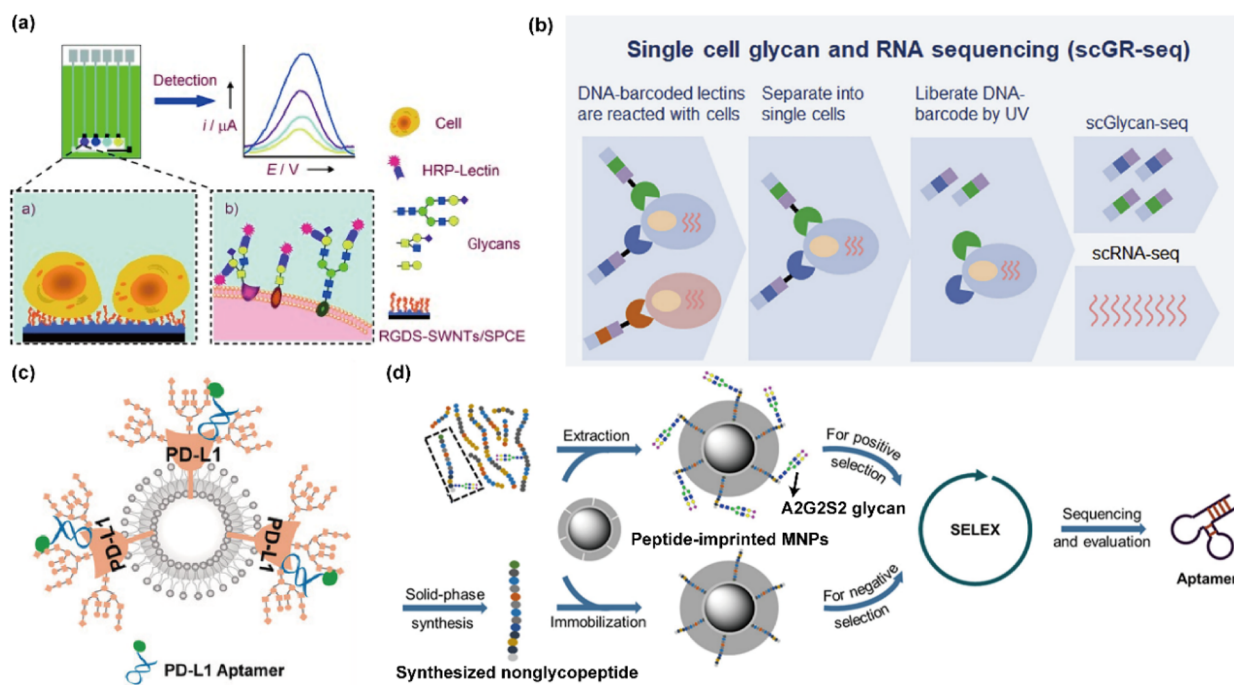 (a)
Detection
i / μA
E / V
Cell
HRP-Lectin
Glycans
RGDS-SWNTs/SPCE
a)
b)
(b)
Single cell glycan and RNA sequencing (scGR-seq)
DNA-barcoded lectins
are reacted with cells
Separate into
single cells
Liberate DNA-
barcode by UV
scGlycan-seq
scRNA-seq
(c)
PD-L1
PD-L1
PD-L1
PD-L1 Aptamer
(d)
Extraction
For positive
selection
A2G2S2 glycan
Peptide-imprinted MNPs
SELEX
Sequencing
and evaluation
Aptamer
Solid-phase
synthesis
Immobilization
For negative
selection
Synthesized nonglycopeptide